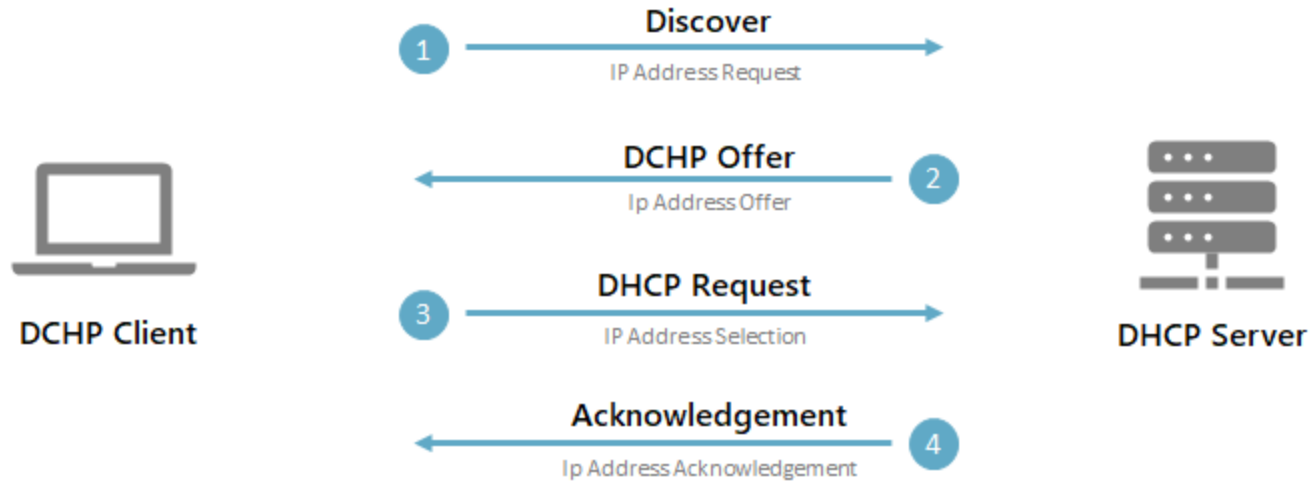 Discover
1
IP Address Request
DCHP Offer
2
Ip Address Offer
DHCP Request
3
IP Address Selection
DCHP Client
DHCP Server
Acknowledgement
4
Ip Address Acknowledgement